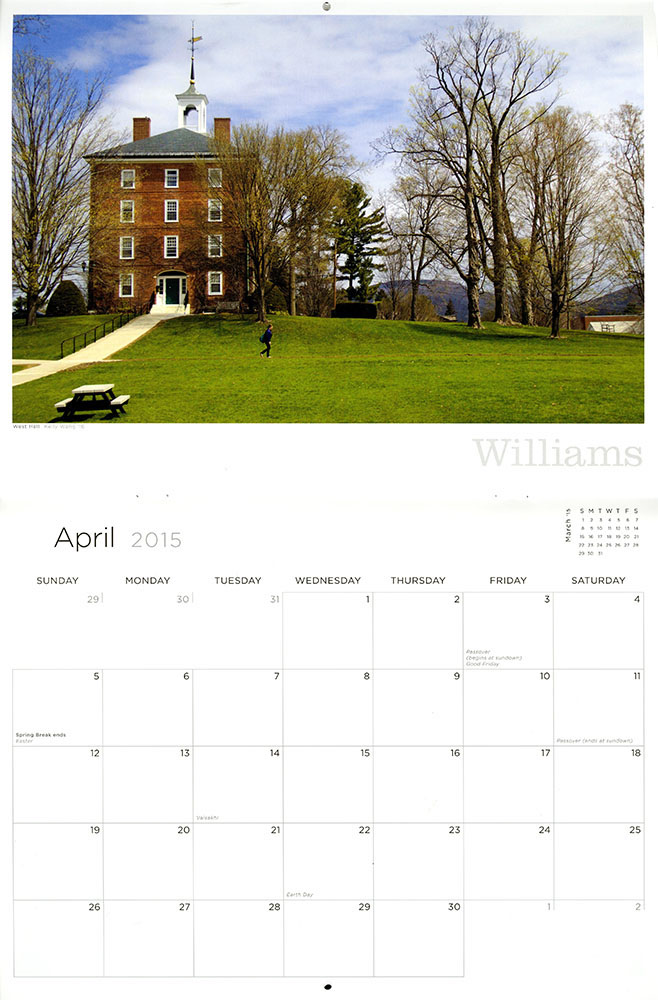 West Hall Kelly Wang '16
Williams
April 2015
March '15
S M T W T F S
1 2 3 4 5 6 7
8 9 10 11 12 13 14
15 16 17 18 19 20 21
22 23 24 25 26 27 28
29 30 31
SUNDAY MONDAY TUESDAY WEDNESDAY THURSDAY FRIDAY SATURDAY
29 30 31 1 2 3 4
Passover
(begins at sundown)
Good Friday
5 6 7 8 9 10 11
Spring Break ends
Easter
Passover (ends at sundown)
12 13 14 15 16 17 18
Vaisakhi
19 20 21 22 23 24 25
Earth Day
26 27 28 29 30 1 2